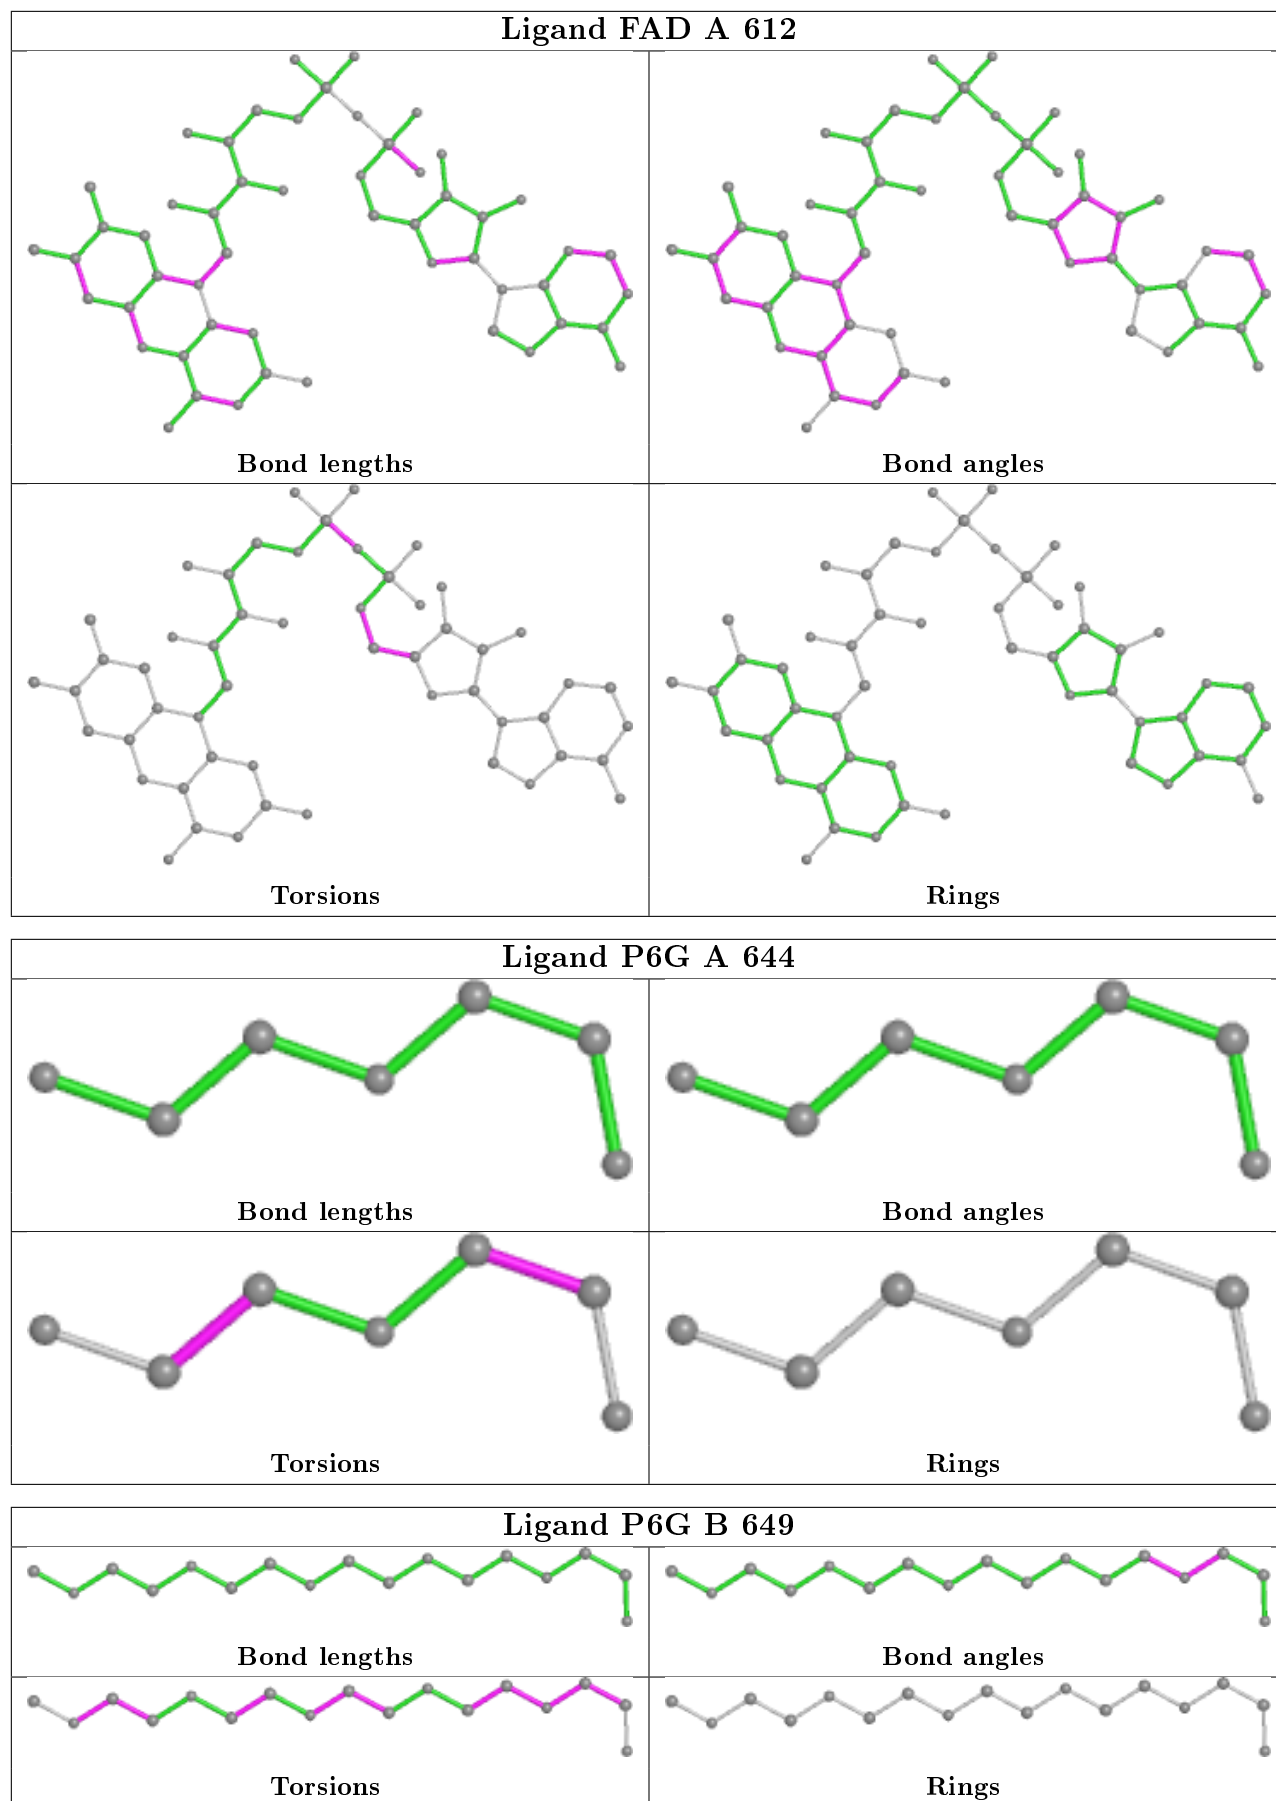 Ligand FAD A 612
Bond lengths
Bond angles
Torsions
Rings
Ligand P6G A 644
Bond lengths
Bond angles
Torsions
Rings
Ligand P6G B 649
Bond lengths
Bond angles
Torsions
Rings